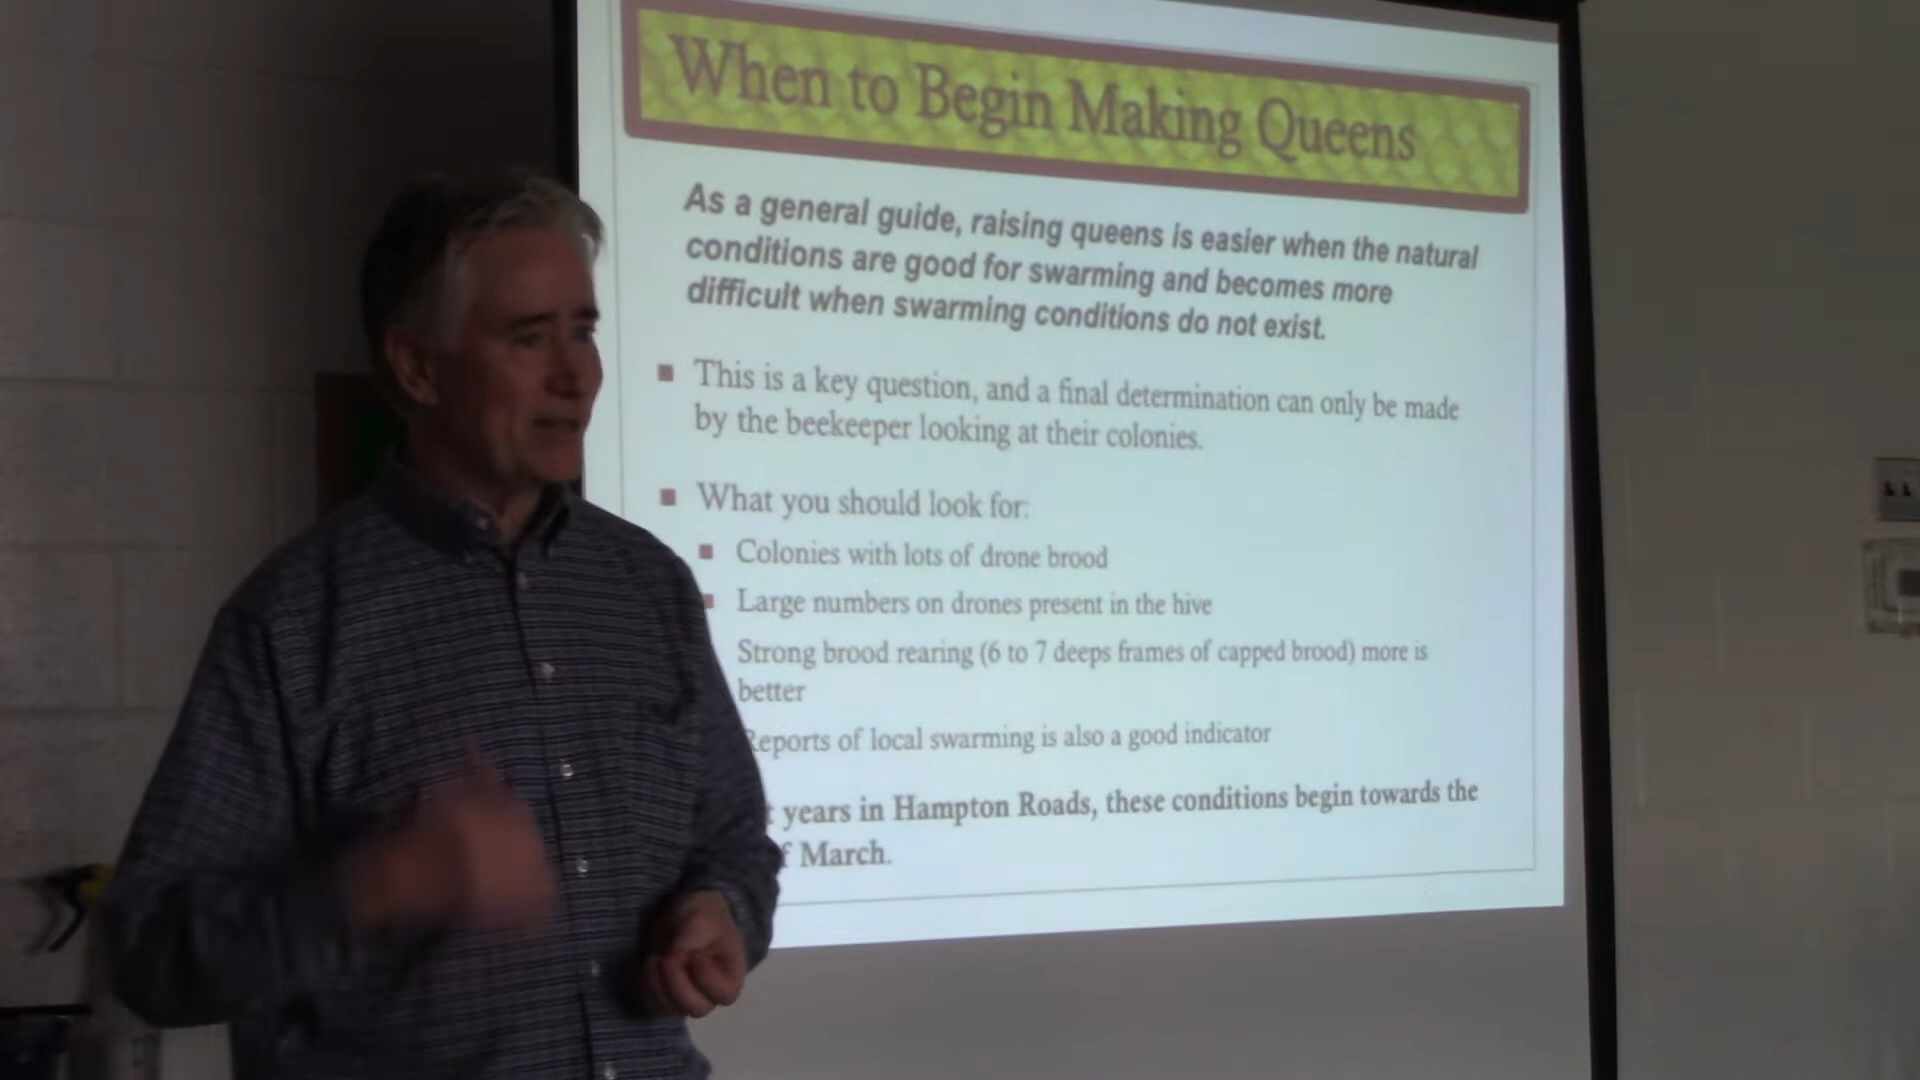 When to Begin Making Queens
As a general guide, raising queens is easier when the natural
conditions are good for swarming and becomes more
difficult when swarming conditions do not exist.
This is a key question, and a final determination can only be made
by the beekeeper looking at their colonies.
What you should look for:
Colonies with lots of drone brood
Large numbers on drones present in the hive
Strong brood rearing (6 to 7 deeps frames of capped brood) more is
better
Reports of local swarming is also a good indicator
years in Hampton Roads, these conditions begin towards the
March.